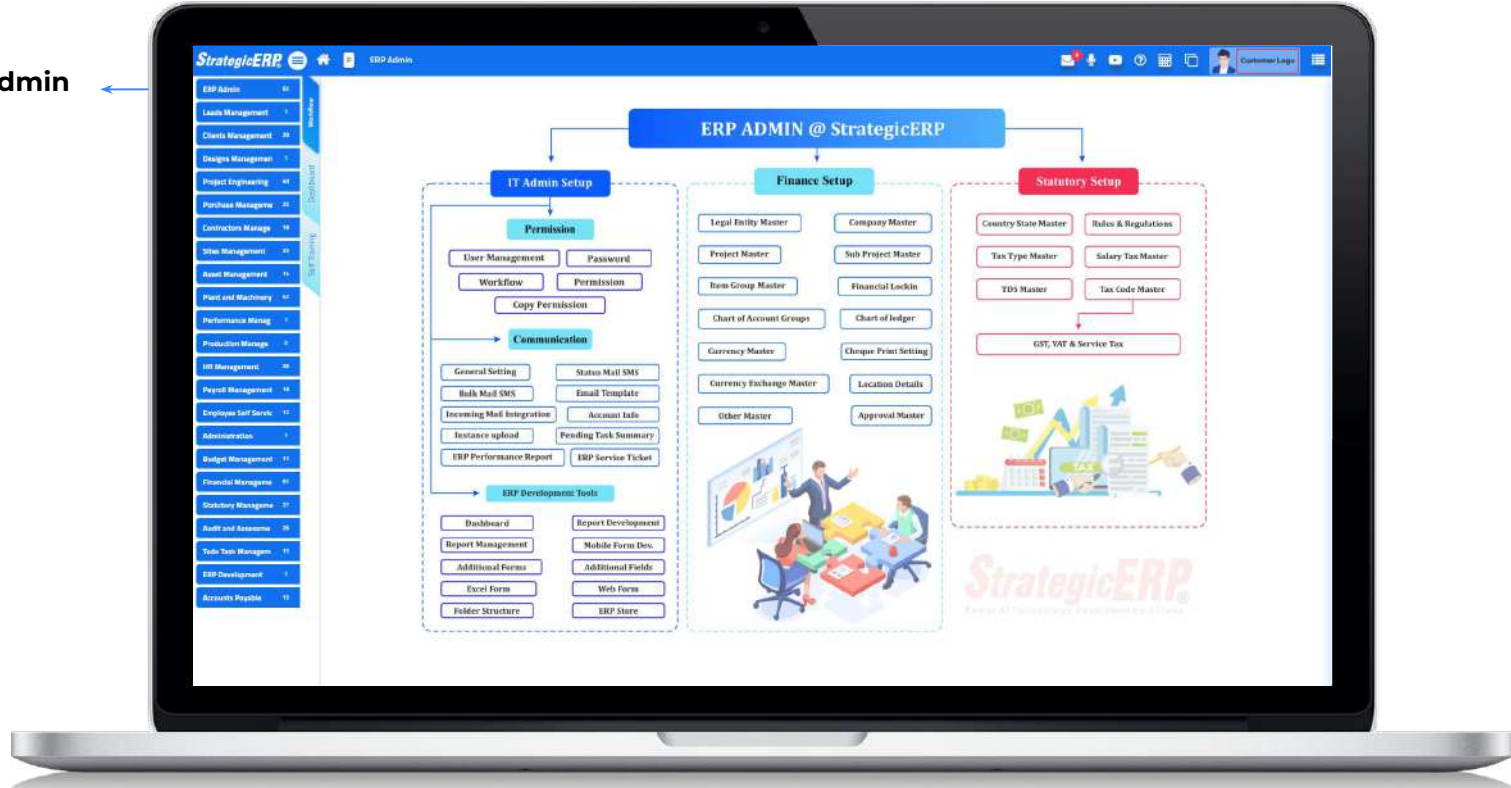 dmin
StrategicERP
ERP Admin
Customer Logo
ERP Admin
Leads Management
Clients Management
Designs Managemen
Project Engineering
Purchase Manageme
Contractors Manage
Sites Management
Asset Management
Plant and Machinery
Performance Manag
Production Manage
HR Management
Payroll Management
Employee Self Servic
Administration
Budget Management
Financial Manageme
Statutory Manageme
Audit and Assessme
Todo Task Managem
ERP Development
Accounts Payable
Workflow
Dashboard
Self Training
ERP ADMIN @ StrategicERP
IT Admin Setup
Permission
User Management
Password
Workflow
Permission
Copy Permission
Communication
General Setting
Status Mail SMS
Bulk Mail SMS
Email Template
Incoming Mail Integration
Account Info
Instance upload
Pending Task Summary
ERP Performance Report
ERP Service Ticket
ERP Development Tools
Dashboard
Report Development
Report Management
Mobile Form Dev.
Additional Forms
Additional Fields
Excel Form
Web Form
Folder Structure
ERP Store
Finance Setup
Legal Entity Master
Company Master
Project Master
Sub Project Master
Item Group Master
Financial Lockin
Chart of Account Groups
Chart of ledger
Currency Master
Cheque Print Setting
Currency Exchange Master
Location Details
Other Master
Approval Master
Statutory Setup
Country State Master
Rules & Regulations
Tax Type Master
Salary Tax Master
TDS Master
Tax Code Master
GST, VAT & Service Tax
TAX
StrategicERP